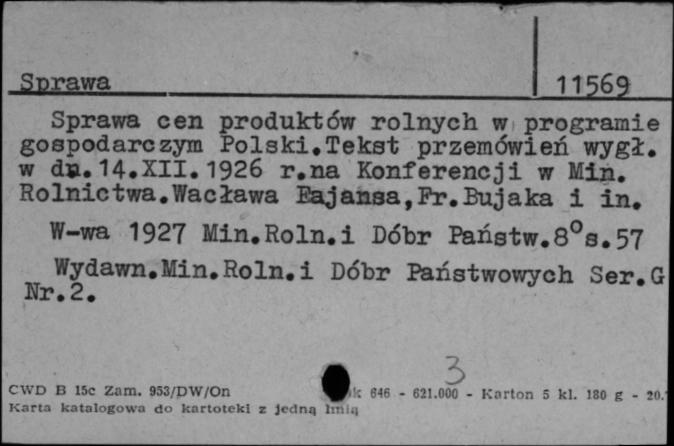 Sprawa 11569
Sprawa cen produktów rolnych w programie
gospodarczym Polski.Tekst przemówień wygł.
w dn.14.XII.1926 r.na Konferencji w Min.
Rolnictwa.Wacława Fajansa,Fr.Bujaka i in.
W-wa 1927 Min.Roln.i Dóbr Państw.8°s.57
Wydawn.Min.Roln.i Dóbr Państwowych Ser.G
Nr.2.
3
CWD B 15c Zam. 953/DW/On 646 - 621.000 - Karton 5 kl. 180 g - 20.
Karta katalogowa do kartoteki z jedną linią